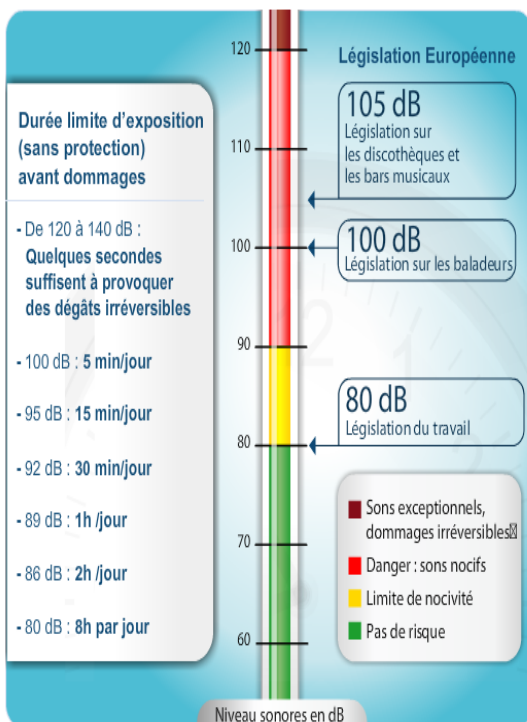 Durée limite d'exposition
(sans protection)
avant dommages
- De 120 à 140 dB :
Quelques secondes
suffisent à provoquer
des dégâts irréversibles
- 100 dB : 5 min/jour
- 95 dB : 15 min/jour
- 92 dB : 30 min/jour
- 89 dB : 1h /jour
- 86 dB : 2h /jour
- 80 dB : 8h par jour
120
110
100
90
80
70
60
Niveau sonores en dB
Législation Européenne
105 dB
Législation sur
les discothèques et
les bars musicaux
100 dB
Législation sur les baladeurs
80 dB
Législation du travail
Sons exceptionnels,
dommages irréversibles
Danger : sons nocifs
Limite de nocivité
Pas de risque